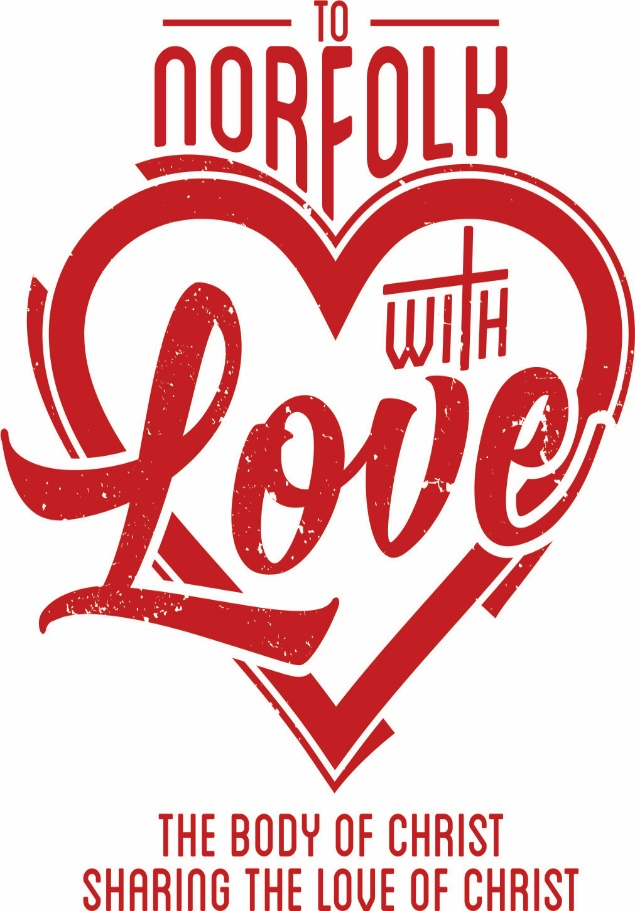 TO
NORFOLK
WITH
Love
THE BODY OF CHRIST
SHARING THE LOVE OF CHRIST